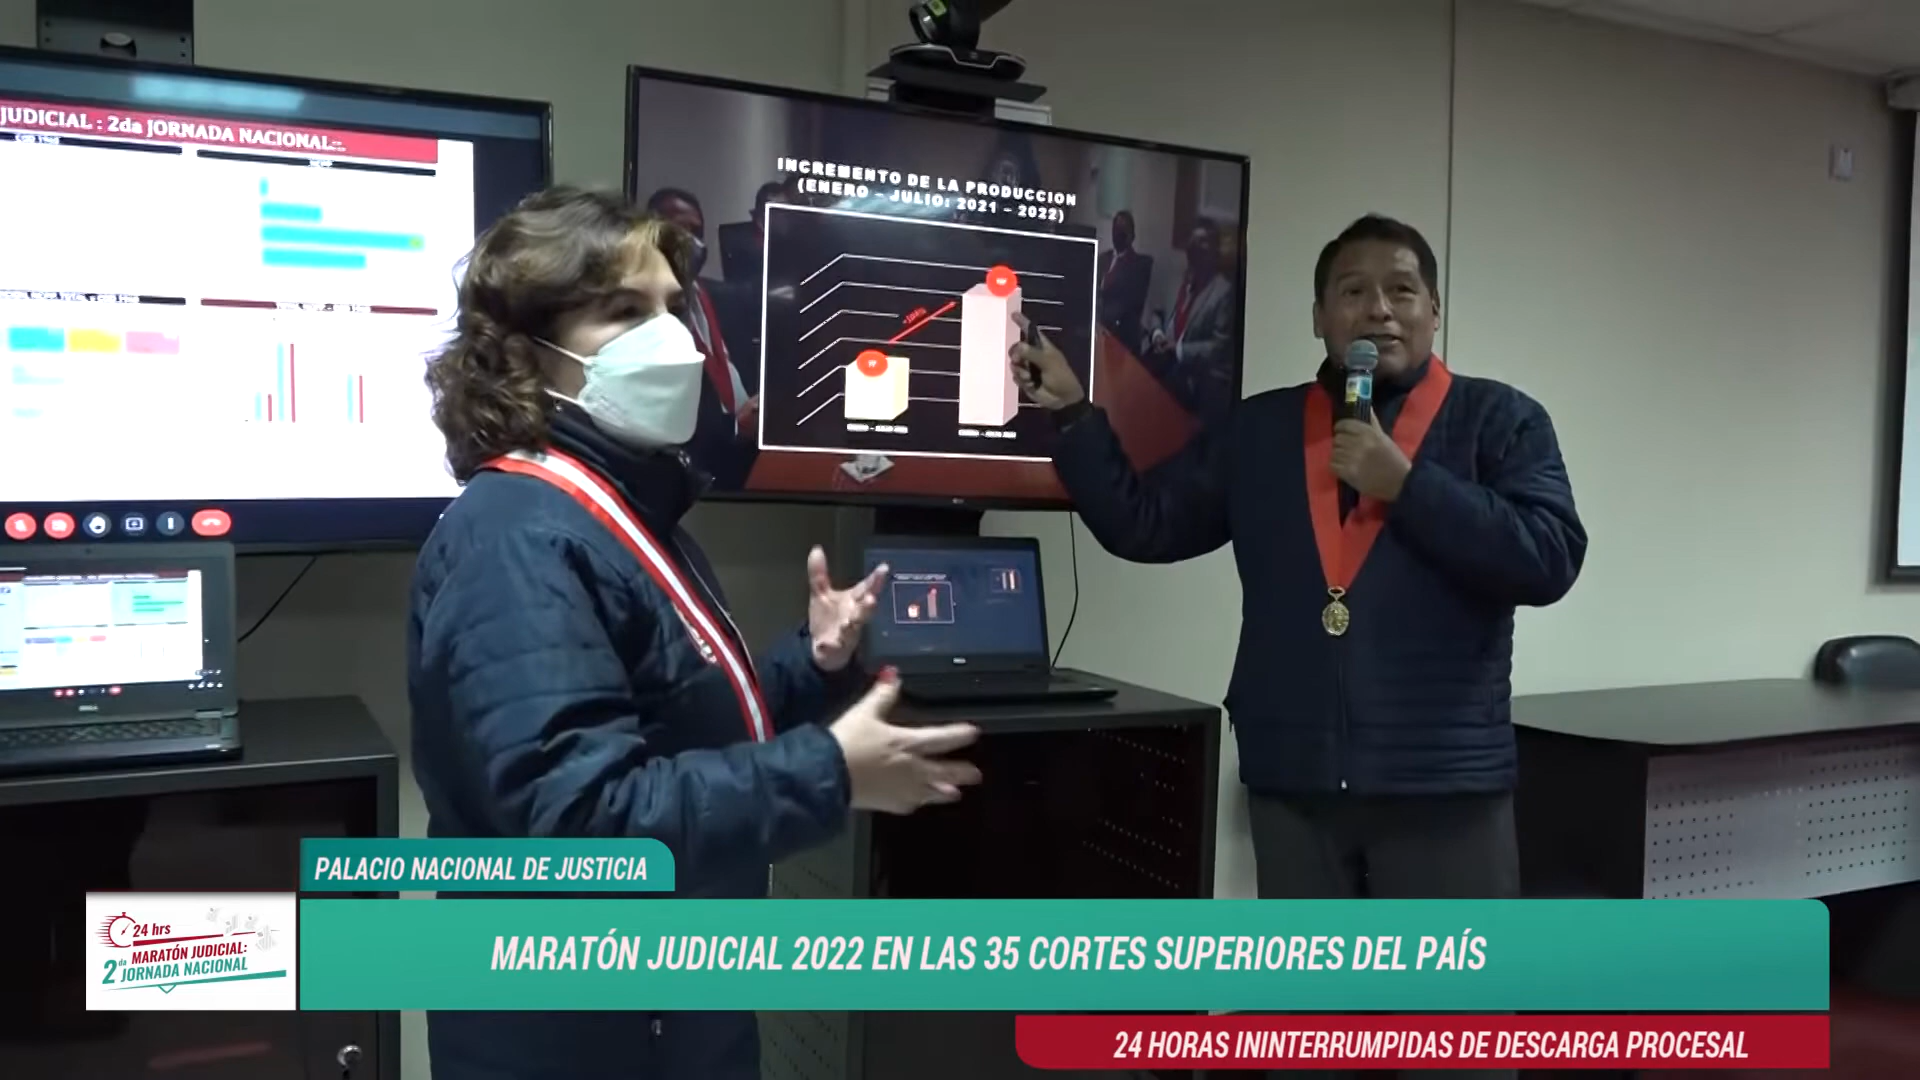 JUDICIAL : 2da JORNADA NACIONAL
INCREMENTO DE LA PRODUCCION
(ENERO - JULIO: 2021 - 2022)
DELL
PALACIO NACIONAL DE JUSTICIA
24 hrs
MARATÓN JUDICIAL:
2da JORNADA NACIONAL
MARATÓN JUDICIAL 2022 EN LAS 35 CORTES SUPERIORES DEL PAÍS
24 HORAS ININTERRUMPIDAS DE DESCARGA PROCESAL